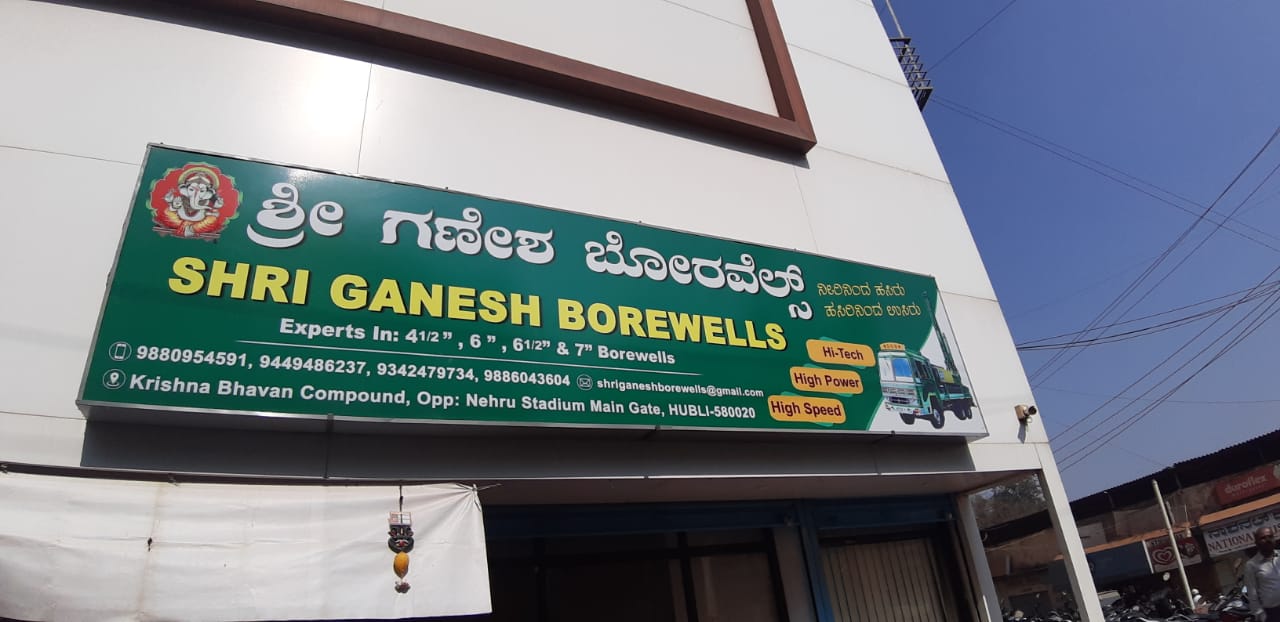 ಶ್ರೀ ಗಣೇಶ ಬೋರವೆಲ್ಸ್
SHRI GANESH BOREWELLS
ನೀರಿನಿಂದ ಹಸಿರು
ಹಸಿರಿನಿಂದ ಉಸಿರು
Experts In: 4 1/2 ”, 6 ”, 6 1/2” & 7” Borewells
9880954591, 9449486237, 9342479734, 9886043604 shriganeshborewells@gmail.com
Krishna Bhavan Compound, Opp: Nehru Stadium Main Gate, HUBLI-580020
Hi-Tech
High Power
High Speed
duroflex
NATIONA